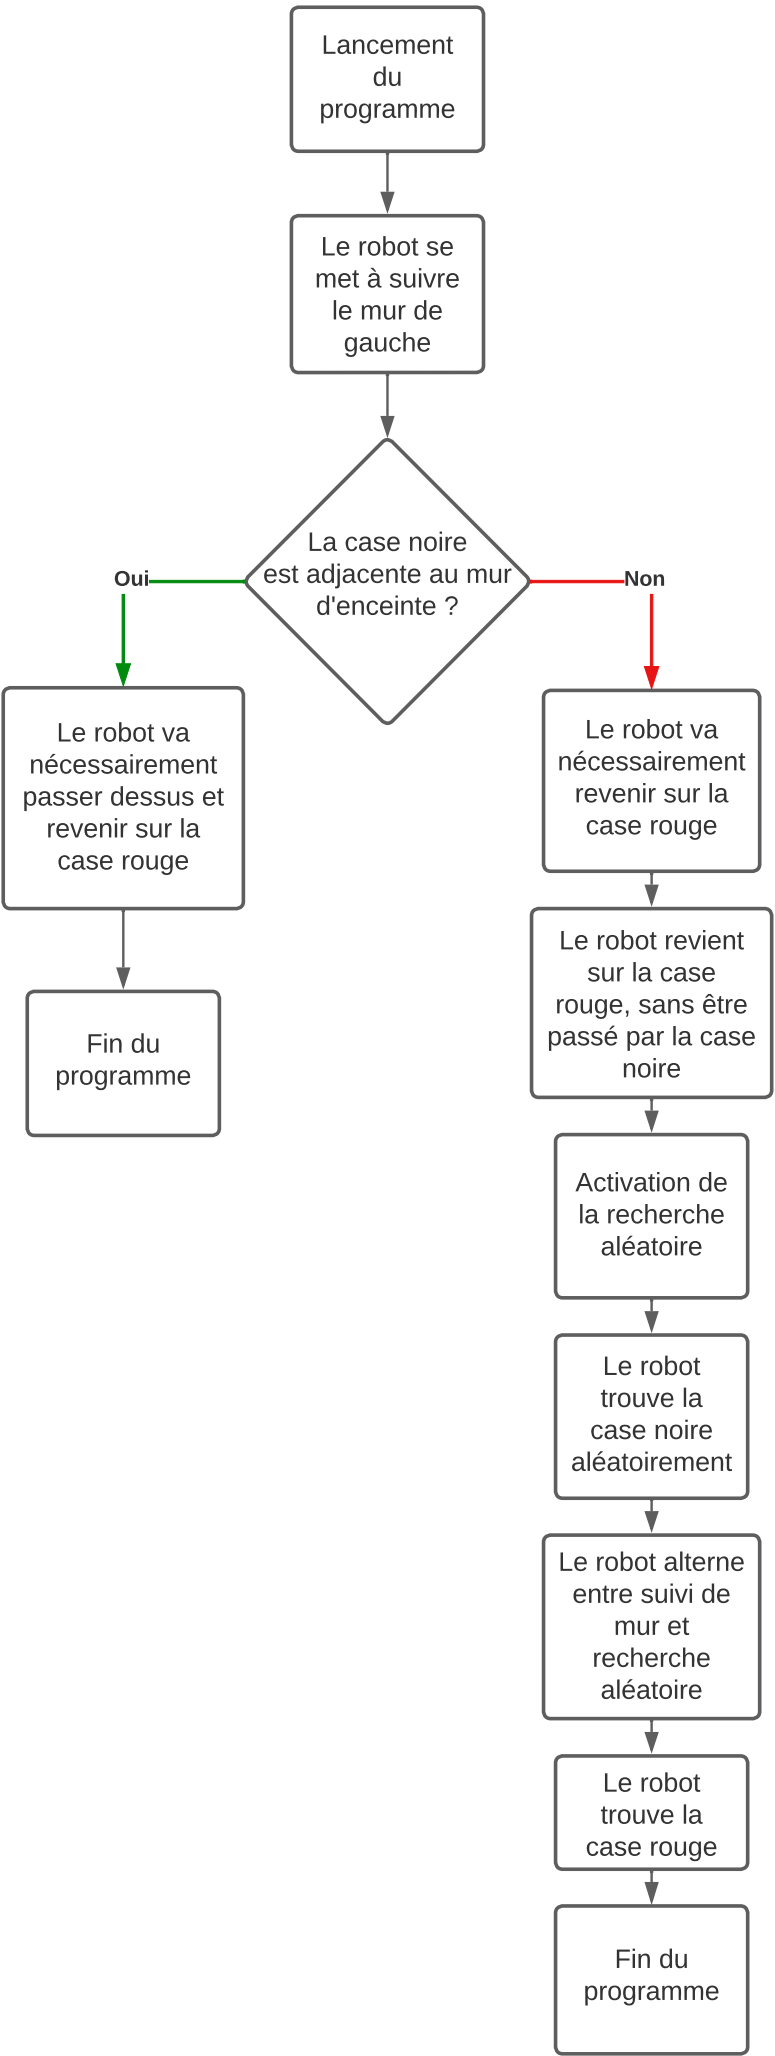 Lancement
du
programme
Le robot se
met à suivre
le mur de
gauche
La case noire
est adjacente au mur
d'enceinte ?
Oui
Non
Le robot va
nécessairement
passer dessus et
revenir sur la
case rouge
Fin du
programme
Le robot va
nécessairement
revenir sur la
case rouge
Le robot revient
sur la case
rouge, sans être
passé par la case
noire
Activation de
la recherche
aléatoire
Le robot
trouve la
case noire
aléatoirement
Le robot alterne
entre suivi de
mur et
recherche
aléatoire
Le robot
trouve la
case rouge
Fin du
programme